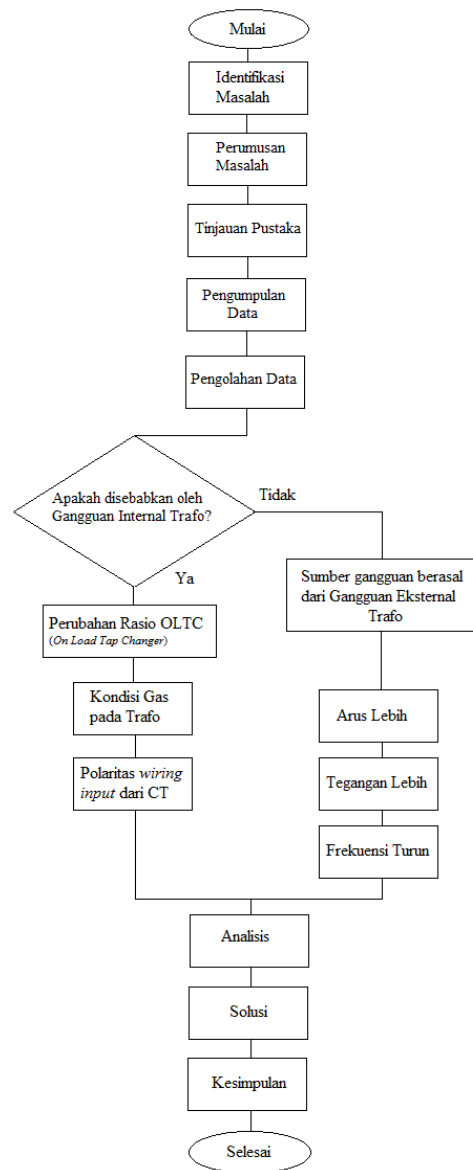 Mulai
Identifikasi
Masalah
Perumusan
Masalah
Tinjauan Pustaka
Pengumpulan
Data
Pengolahan Data
Apakah disebabkan oleh
Gangguan Internal Trafo?
Tidak
Ya
Perubahan Rasio OLTC
(On Load Tap Changer)
Kondisi Gas
pada Trafo
Polaritas wiring
input dari CT
Sumber gangguan berasal
dari Gangguan Eksternal
Trafo
Arus Lebih
Tegangan Lebih
Frekuensi Turun
Analisis
Solusi
Kesimpulan
Selesai